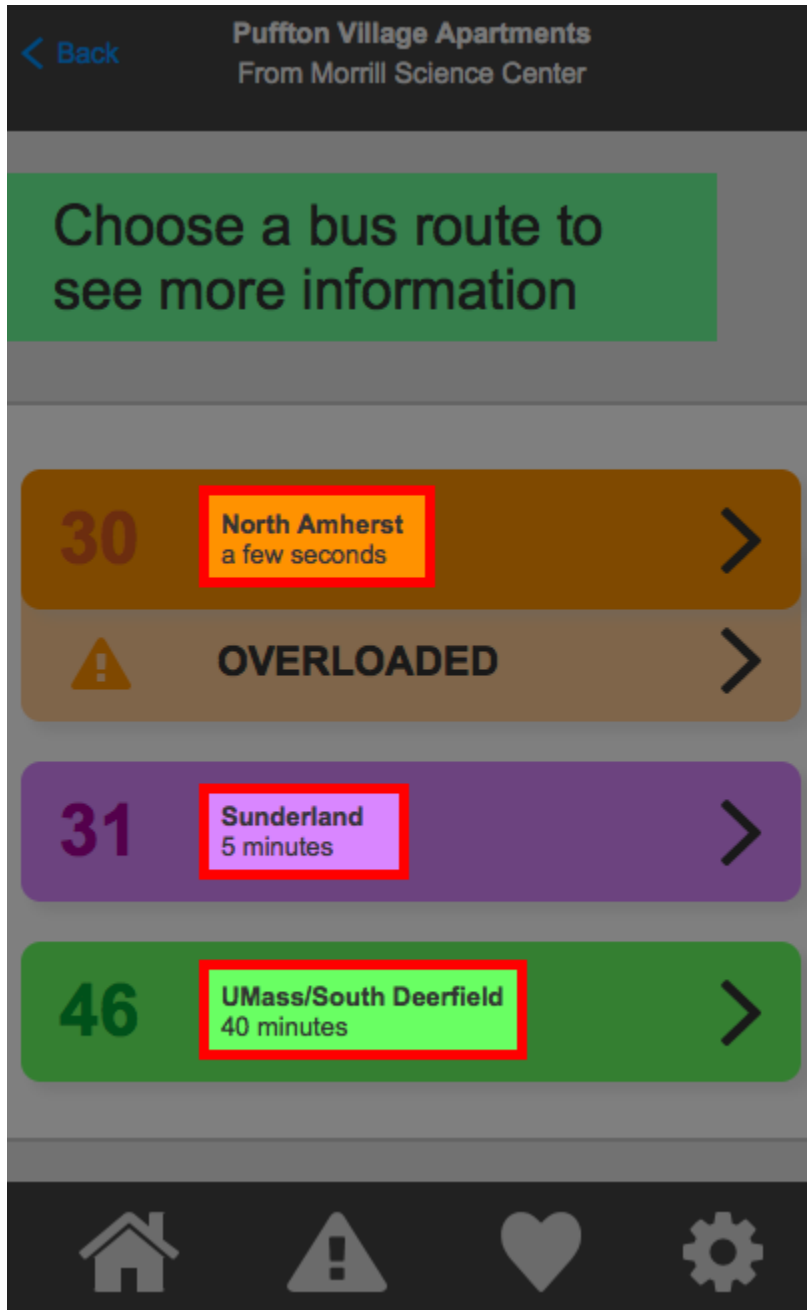 Back
Puffton Village Apartments
From Morrill Science Center
Choose a bus route to
see more information
30
North Amherst
a few seconds
OVERLOADED
31
Sunderland
5 minutes
46
UMass/South Deerfield
40 minutes